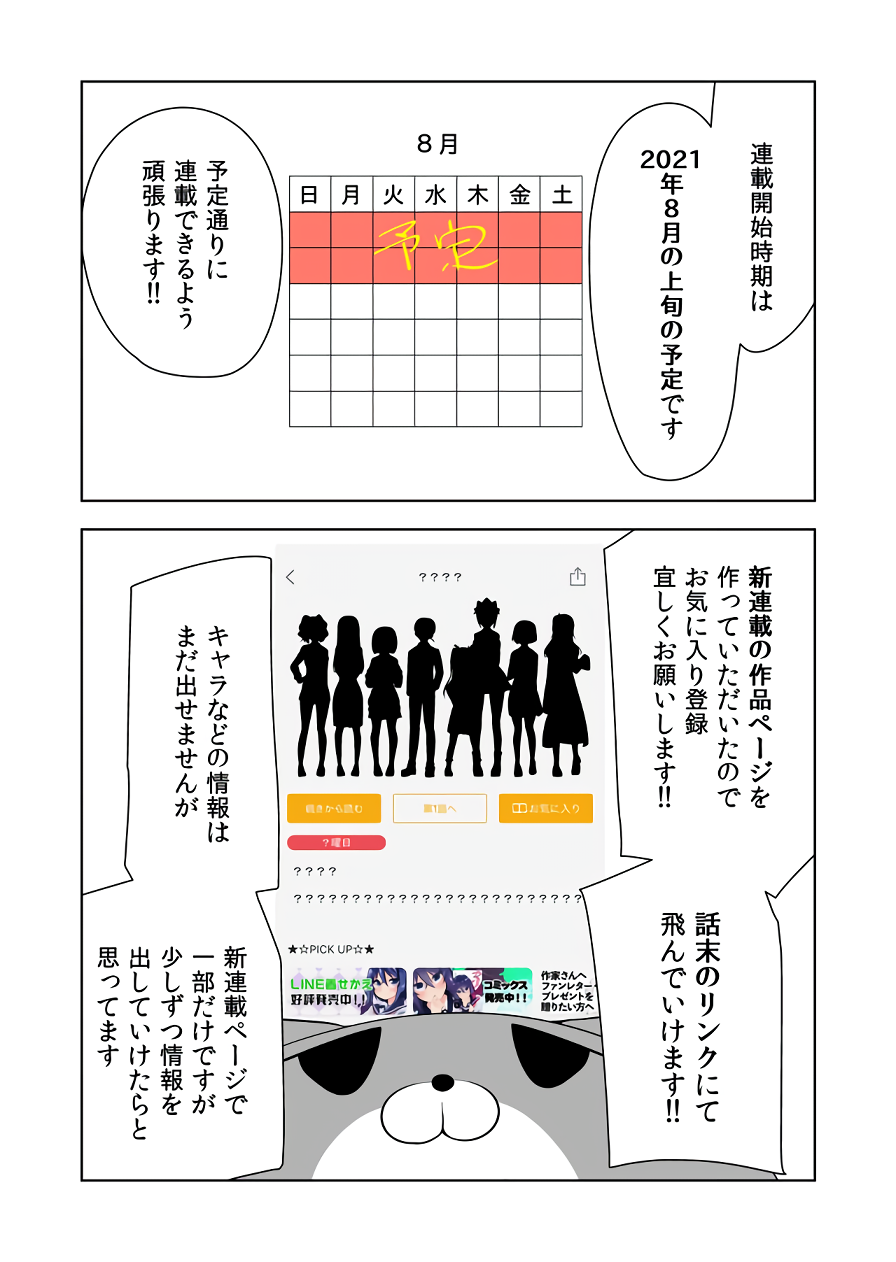 連載開始時期は
2021
年8月の上旬の予定です
8月
日 月 火 水 木 金 土
予定
予定通りに
連載できるよう
頑張ります!!
新連載の作品ページを
作っていただいたので
お気に入り登録
宜しくお願いします!!
????
続きから読む
第1話へ
お気に入り
?曜日
????
????????????????????????
★☆PICK UP☆★
LINE着せかえ
好評発売中!!
コミックス
発売中!!
作家さんへ
ファンレター・
プレゼントを
贈りたい方へ
キャラなどの情報は
まだ出せませんが
話末のリンクにて
飛んでいけます!!
新連載ページで
一部だけですが
少しずつ情報を
出していけたらと
思ってます